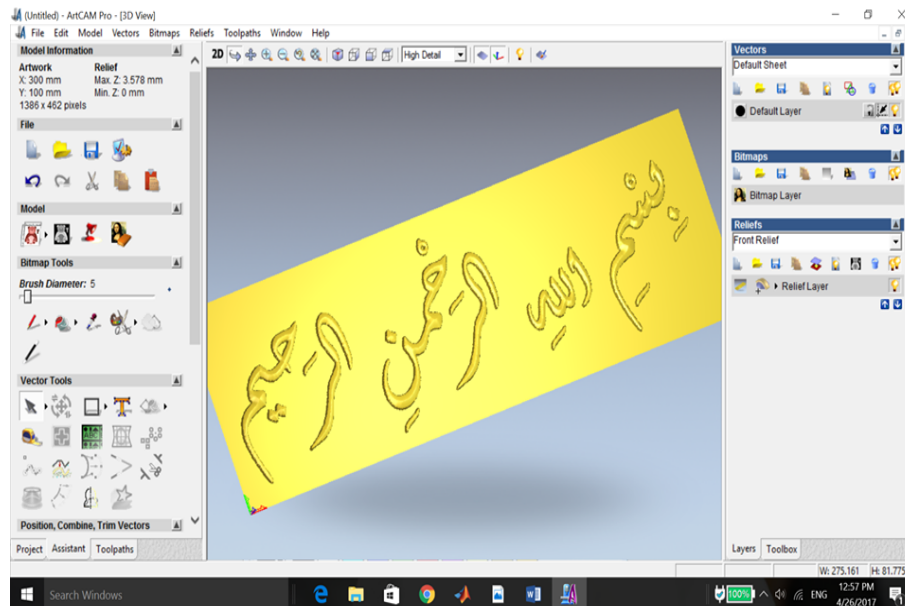 (Untitled) - ArtCAM Pro - [3D View]
File Edit Model Vectors Bitmaps Reliefs Toolpaths Window Help
Model Information
Artwork Relief
X: 300 mm Max. Z: 3.578 mm
Y: 100 mm Min. Z: 0 mm
1386 x 462 pixels
File
Model
Bitmap Tools
Brush Diameter: 5
Vector Tools
Position, Combine, Trim Vectors
Project Assistant Toolpaths
2D High Detail
بِسْمِ اللهِ الرَّحْمٰنِ الرَّحِيْمِ
Vectors
Default Sheet
Default Layer
Bitmaps
Bitmap Layer
Reliefs
Front Relief
Relief Layer
Layers Toolbox
W: 275.161 H: 81.775
Search Windows
100% ENG 12:57 PM
4/26/2017